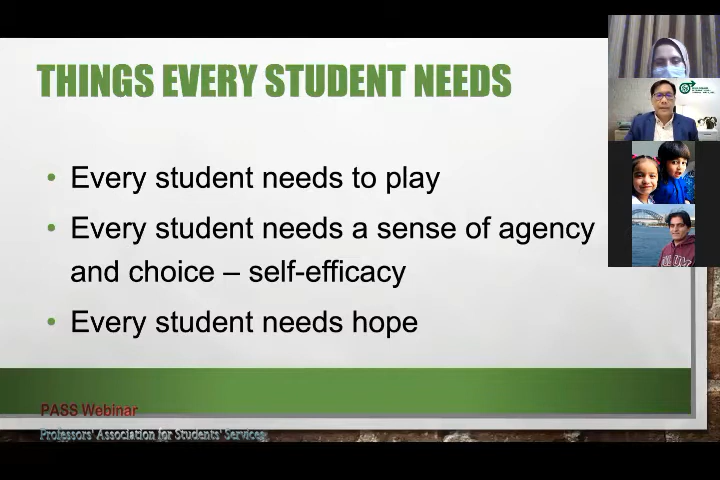 THINGS EVERY STUDENT NEEDS
• Every student needs to play
• Every student needs a sense of agency
and choice – self-efficacy
• Every student needs hope
PASS Webinar
Professors' Association for Students' Services